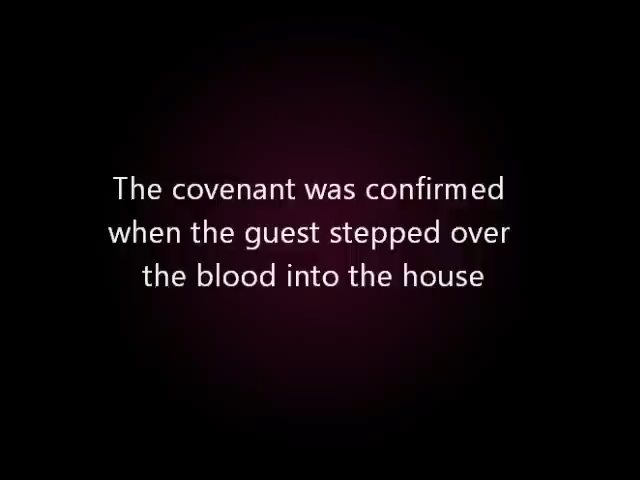 The covenant was confirmed
when the guest stepped over
the blood into the house